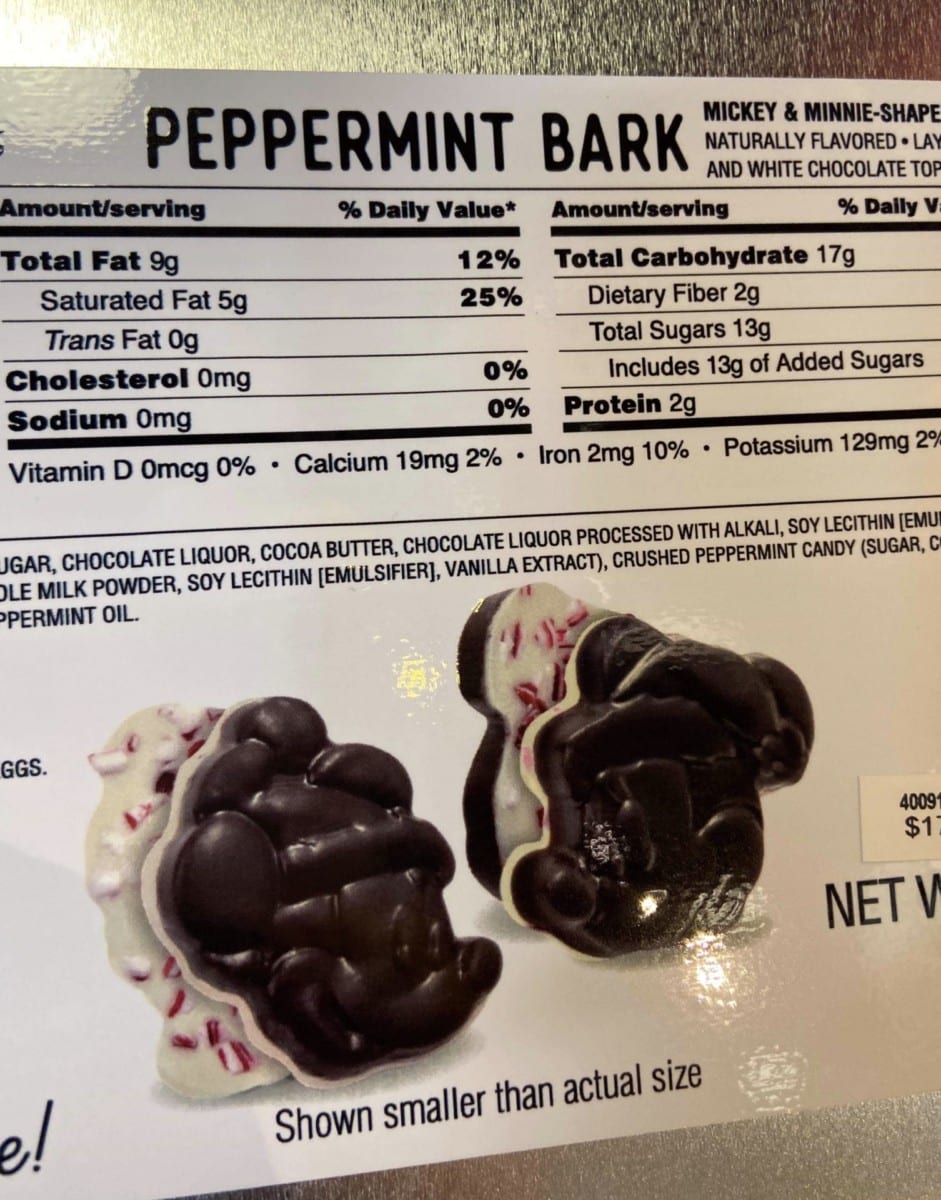 PEPPERMINT BARK
MICKEY & MINNIE-SHAPE
NATURALLY FLAVORED • LAY
AND WHITE CHOCOLATE TOP
Amount/serving % Daily Value*
Total Fat 9g 12%
Saturated Fat 5g 25%
Trans Fat 0g
Cholesterol 0mg 0%
Sodium 0mg 0%
Amount/serving % Daily V
Total Carbohydrate 17g
Dietary Fiber 2g
Total Sugars 13g
Includes 13g of Added Sugars
Protein 2g
Vitamin D 0mcg 0% • Calcium 19mg 2% • Iron 2mg 10% • Potassium 129mg 2%
UGAR, CHOCOLATE LIQUOR, COCOA BUTTER, CHOCOLATE LIQUOR PROCESSED WITH ALKALI, SOY LECITHIN [EMU
OLE MILK POWDER, SOY LECITHIN [EMULSIFIER], VANILLA EXTRACT), CRUSHED PEPPERMINT CANDY (SUGAR, C
PPERMINT OIL.
GGS.
40091
$17
NET W
Shown smaller than actual size
e!